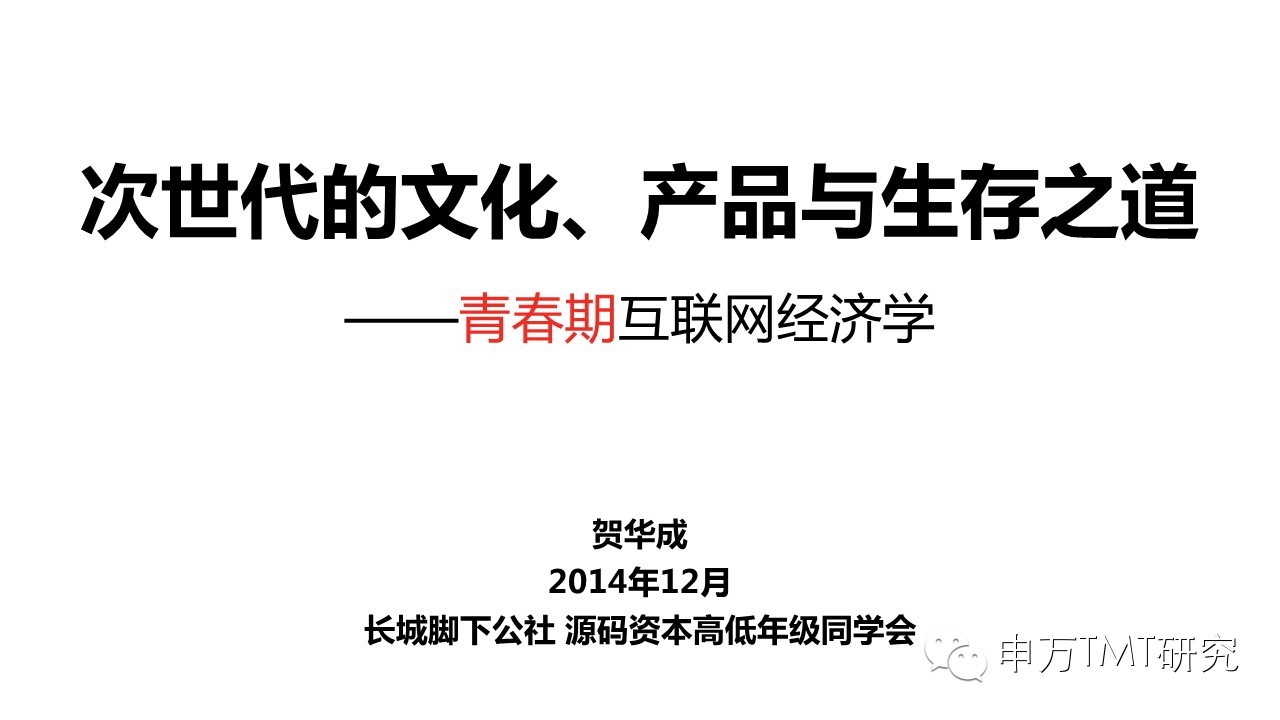 次世代的文化、产品与生存之道
——青春期互联网经济学
贺华成
2014年12月
长城脚下公社 源码资本高低年级同学会
申万TMT研究